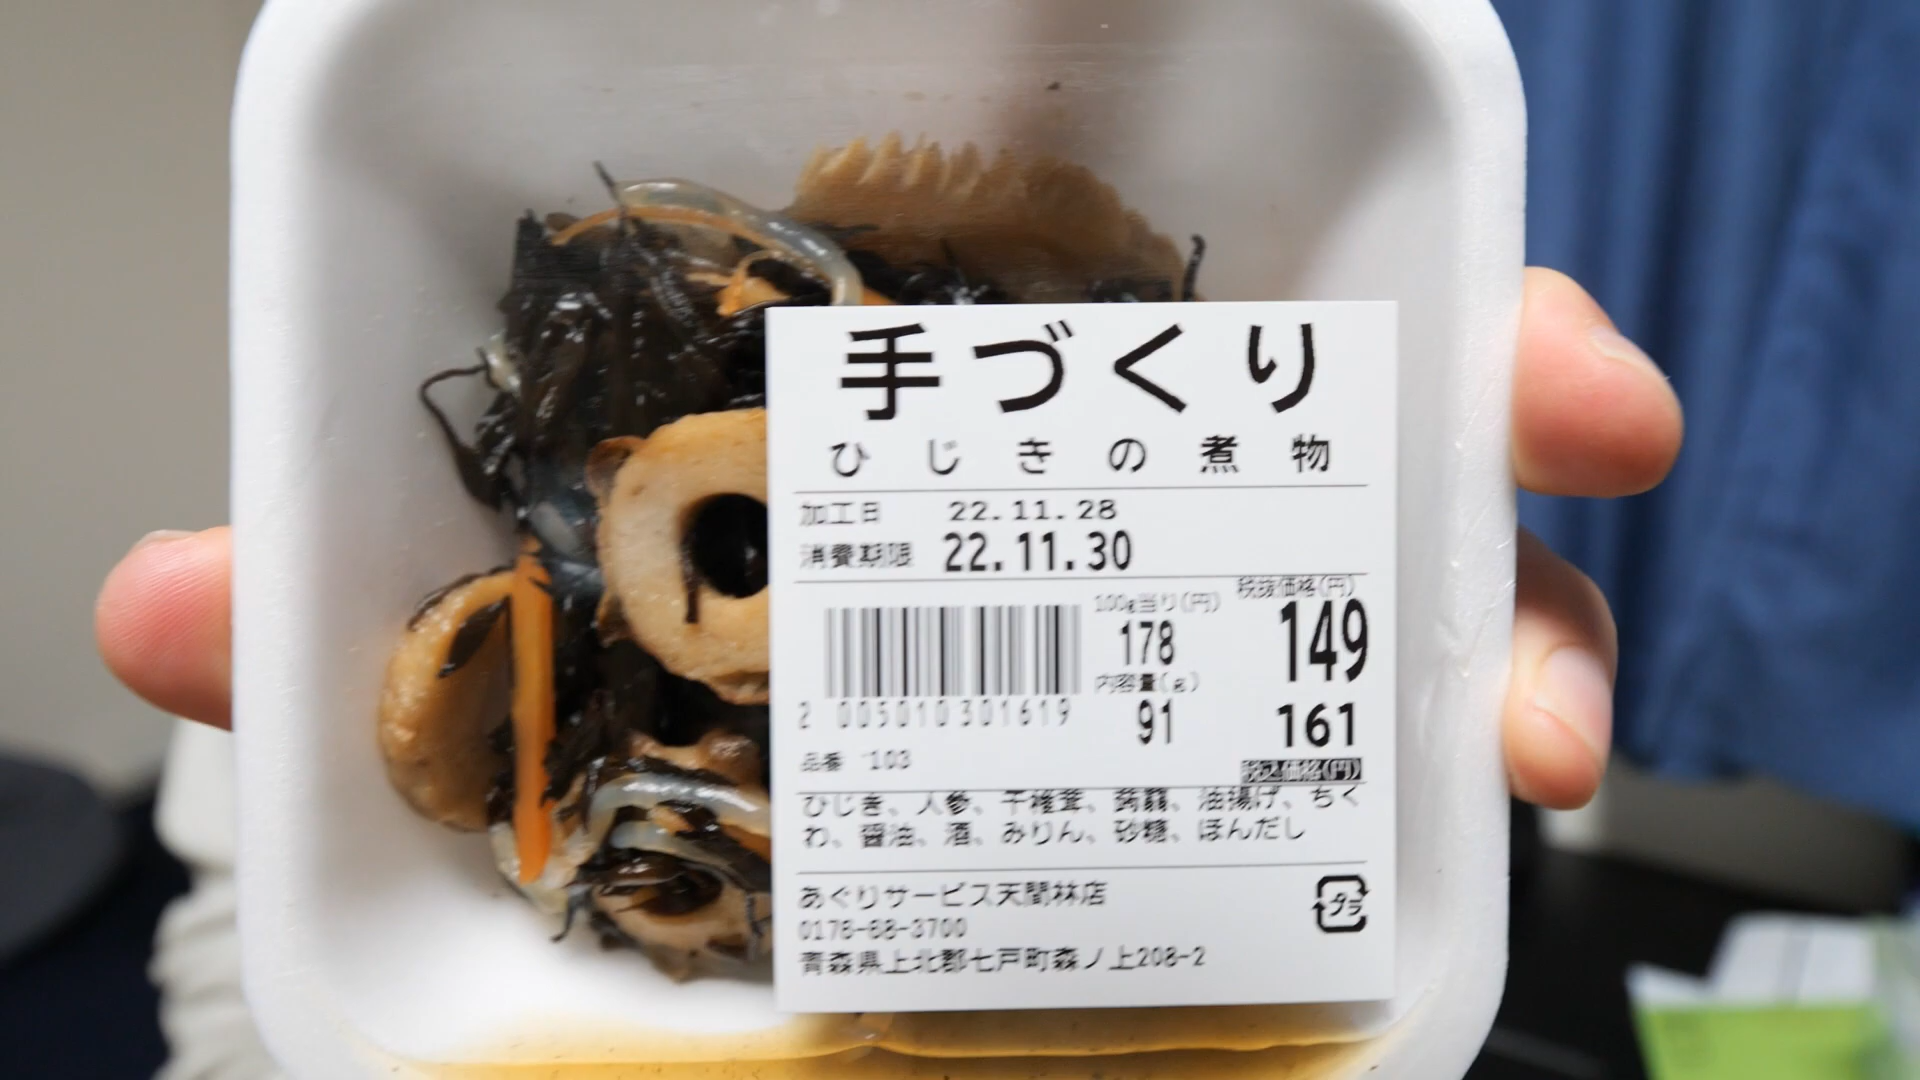 手づくり
ひじきの煮物
加工日 22.11.28
消費期限 22.11.30
100g当り(円) 税抜価格(円)
178 149
内容量(g)
91 161
2 005010 301619
品番 103 税込価格(円)
ひじき、人参、干椎茸、蒟蒻、油揚げ、ちく
わ、醤油、酒、みりん、砂糖、ほんだし
あぐりサービス天間林店
0176-68-3700
青森県上北郡七戸町森ノ上208-2
プラ